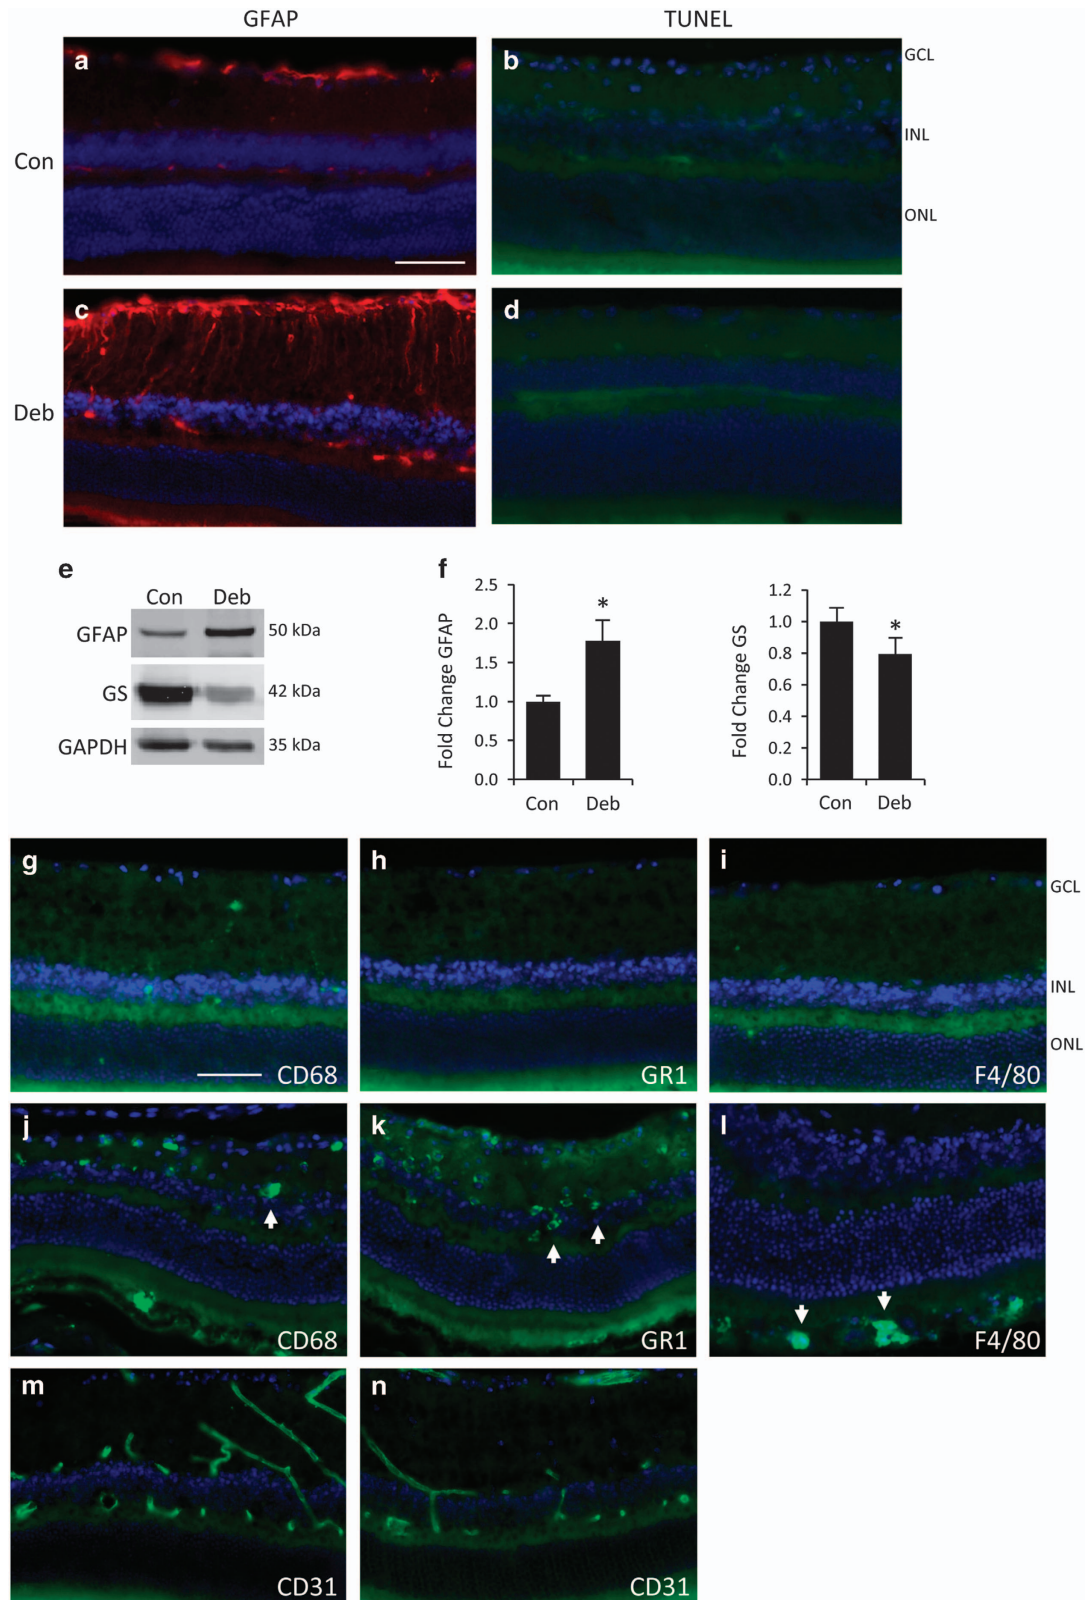 GFAP
TUNEL
a
b
GCL
INL
ONL
Con
c
d
Deb
e
Con
Deb
GFAP
50 kDa
GS
42 kDa
GAPDH
35 kDa
f
Fold Change GFAP
2.5
2.0
1.5
1.0
0.5
0.0
*
Con
Deb
Fold Change GS
1.2
1.0
0.8
0.6
0.4
0.2
0.0
*
Con
Deb
g
CD68
h
GR1
i
F4/80
GCL
INL
ONL
j
CD68
k
GR1
l
F4/80
m
CD31
n
CD31